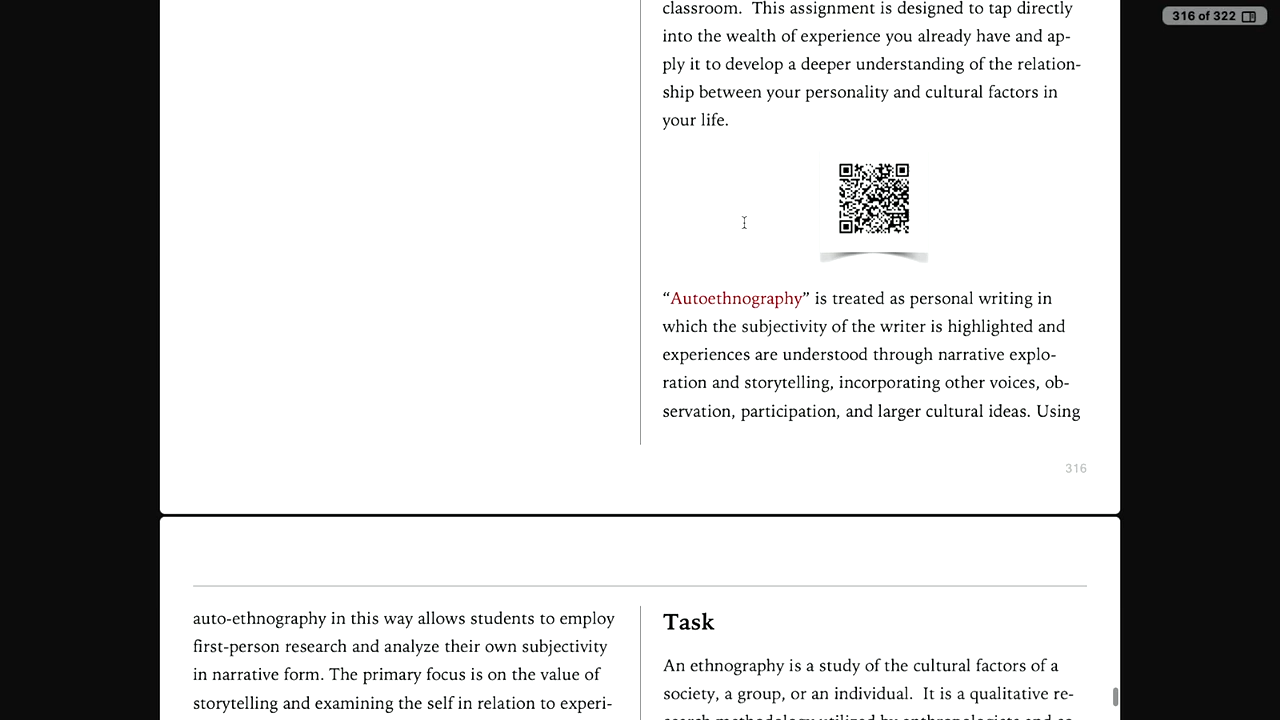 316 of 322
classroom.  This assignment is designed to tap directly
into the wealth of experience you already have and ap-
ply it to develop a deeper understanding of the relation-
ship between your personality and cultural factors in
your life.
“Autoethnography” is treated as personal writing in
which the subjectivity of the writer is highlighted and
experiences are understood through narrative explo-
ration and storytelling, incorporating other voices, ob-
servation, participation, and larger cultural ideas. Using
316
auto-ethnography in this way allows students to employ
first-person research and analyze their own subjectivity
in narrative form. The primary focus is on the value of
storytelling and examining the self in relation to experi-
Task
An ethnography is a study of the cultural factors of a
society, a group, or an individual.  It is a qualitative re-
search methodology utilized by anthropologists and so-